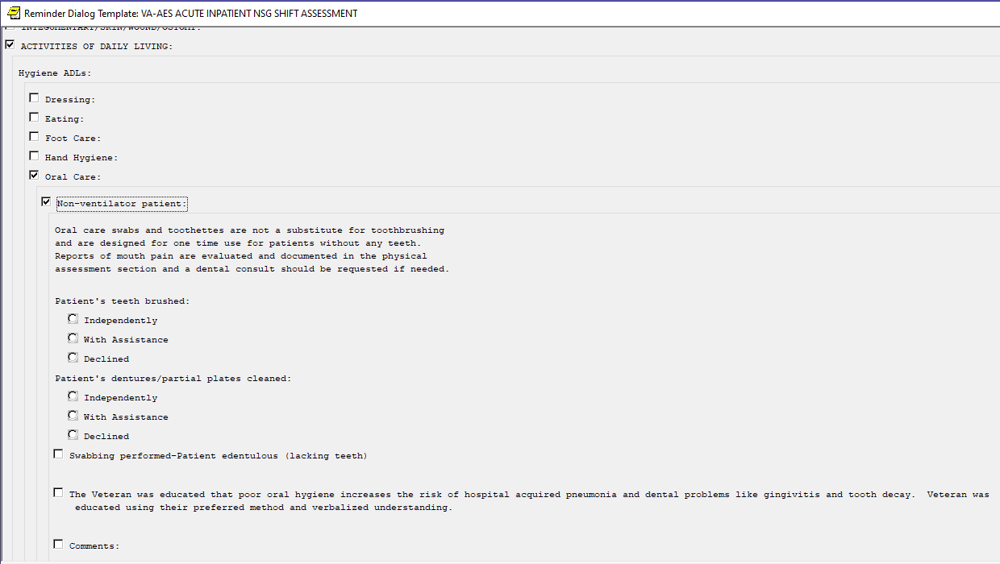 Reminder Dialog Template: VA-AES ACUTE INPATIENT NSG SHIFT ASSESSMENT
INTEGUMENTARY/SKIN/WOUND/OSTOMY:
ACTIVITIES OF DAILY LIVING:
Hygiene ADLs:
Dressing:
Eating:
Foot Care:
Hand Hygiene:
Oral Care:
Non-ventilator patient:
Oral care swabs and toothettes are not a substitute for toothbrushing
and are designed for one time use for patients without any teeth.
Reports of mouth pain are evaluated and documented in the physical
assessment section and a dental consult should be requested if needed.
Patient's teeth brushed:
Independently
With Assistance
Declined
Patient's dentures/partial plates cleaned:
Independently
With Assistance
Declined
Swabbing performed-Patient edentulous (lacking teeth)
The Veteran was educated that poor oral hygiene increases the risk of hospital acquired pneumonia and dental problems like gingivitis and tooth decay.  Veteran was
educated using their preferred method and verbalized understanding.
Comments: